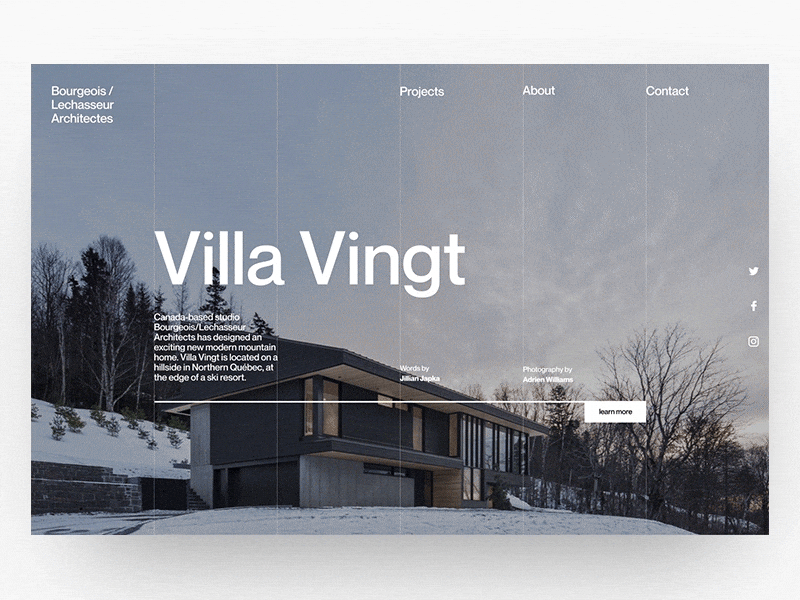 Bourgeois /
Lechasseur
Architectes
Projects
About
Contact
Villa Vingt
Canada-based studio
Bourgeois/Lechasseur
Architects has designed an
exciting new modern mountain
home. Villa Vingt is located on a
hillside in Northern Québec, at
the edge of a ski resort.
Words by
Jillian Japka
Photography by
Adrien Williams
learn more